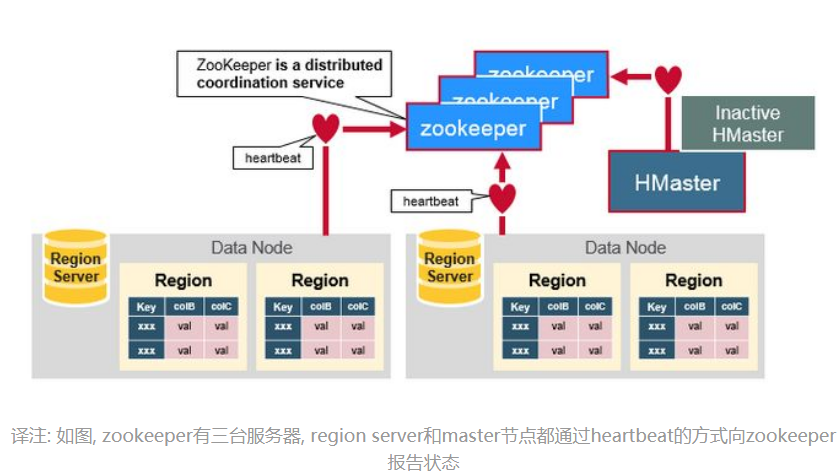 ZooKeeper is a distributed
coordination service
zookeeper
zookeeper
zookeeper
Inactive
HMaster
HMaster
heartbeat
heartbeat
Data Node
Region
Server
Region
Key colB colC
xxx val val
xxx val val
Region
Key colB colC
xxx val val
xxx val val
Data Node
Region
Server
Region
Key colB colC
xxx val val
xxx val val
Region
Key colB colC
xxx val val
xxx val val
译注: 如图, zookeeper有三台服务器, region server和master节点都通过heartbeat的方式向zookeeper
报告状态